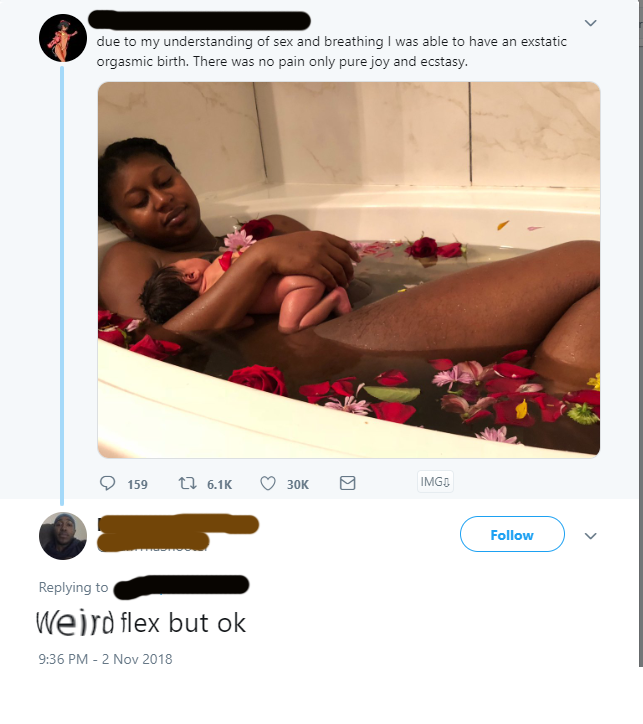 due to my understanding of sex and breathing I was able to have an exstatic
orgasmic birth. There was no pain only pure joy and ecstasy.
159 6.1K 30K IMG
Follow
Replying to
Weird flex but ok
9:36 PM - 2 Nov 2018